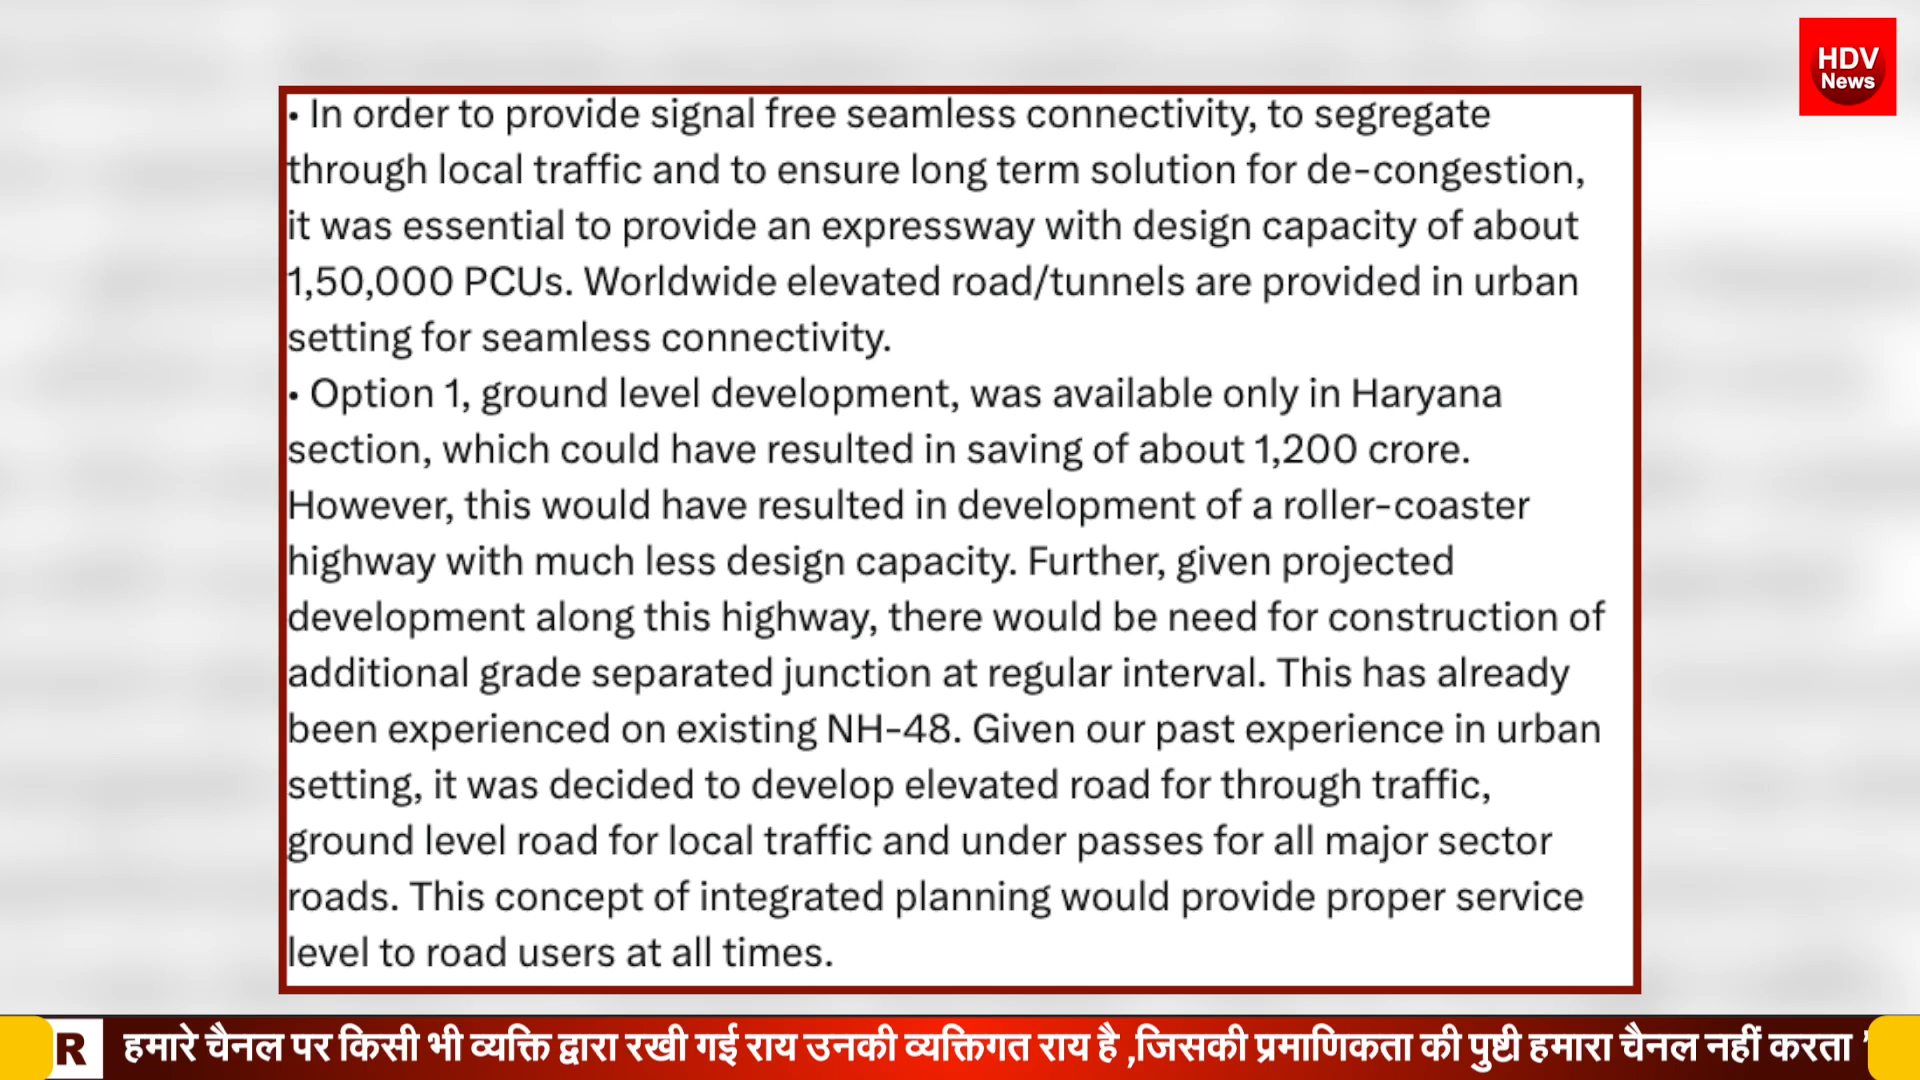 HDV
News
• In order to provide signal free seamless connectivity, to segregate
through local traffic and to ensure long term solution for de-congestion,
it was essential to provide an expressway with design capacity of about
1,50,000 PCUs. Worldwide elevated road/tunnels are provided in urban
setting for seamless connectivity.
• Option 1, ground level development, was available only in Haryana
section, which could have resulted in saving of about 1,200 crore.
However, this would have resulted in development of a roller-coaster
highway with much less design capacity. Further, given projected
development along this highway, there would be need for construction of
additional grade separated junction at regular interval. This has already
been experienced on existing NH-48. Given our past experience in urban
setting, it was decided to develop elevated road for through traffic,
ground level road for local traffic and under passes for all major sector
roads. This concept of integrated planning would provide proper service
level to road users at all times.
R हमारे चैनल पर किसी भी व्यक्ति द्वारा रखी गई राय उनकी व्यक्तिगत राय है ,जिसकी प्रमाणिकता की पुष्टी हमारा चैनल नहीं करता